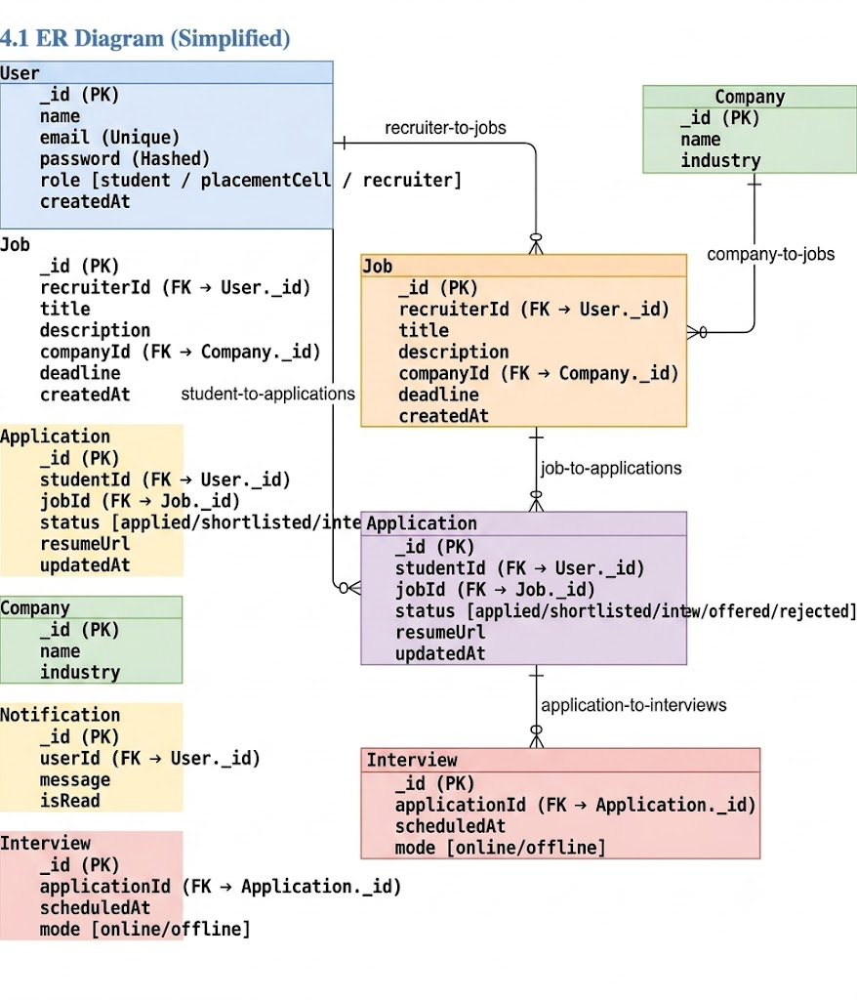 4.1 ER Diagram (Simplified)
User
_id (PK)
name
email (Unique)
password (Hashed)
role [student / placementCell / recruiter]
createdAt
recruiter-to-jobs
Company
_id (PK)
name
industry
company-to-jobs
Job
_id (PK)
recruiterId (FK → User._id)
title
description
companyId (FK → Company._id)
deadline
createdAt
student-to-applications
Job
_id (PK)
recruiterId (FK → User._id)
title
description
companyId (FK → Company._id)
deadline
createdAt
job-to-applications
Application
_id (PK)
studentId (FK → User._id)
jobId (FK → Job._id)
status [applied/shortlisted/inte
resumeUrl
updatedAt
Application
_id (PK)
studentId (FK → User._id)
jobId (FK → Job._id)
status [applied/shortlisted/intew/offered/rejected]
resumeUrl
updatedAt
application-to-interviews
Company
_id (PK)
name
industry
Notification
_id (PK)
userId (FK → User._id)
message
isRead
Interview
_id (PK)
applicationId (FK → Application._id)
scheduledAt
mode [online/offline]
Interview
_id (PK)
applicationId (FK → Application._id)
scheduledAt
mode [online/offline]